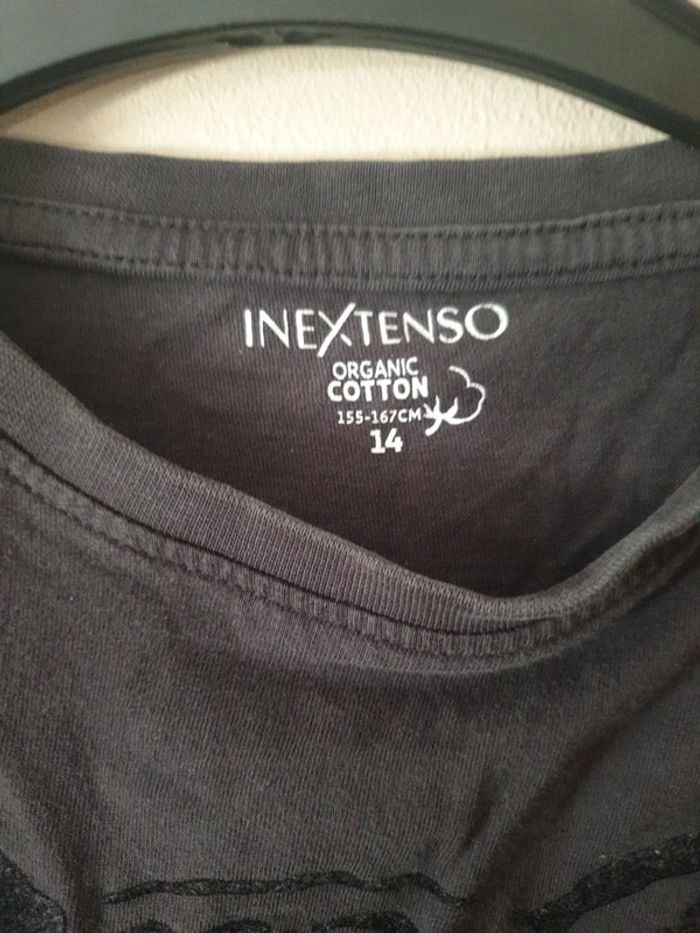 INEXTENSO
ORGANIC
COTTON
155-167CM
14